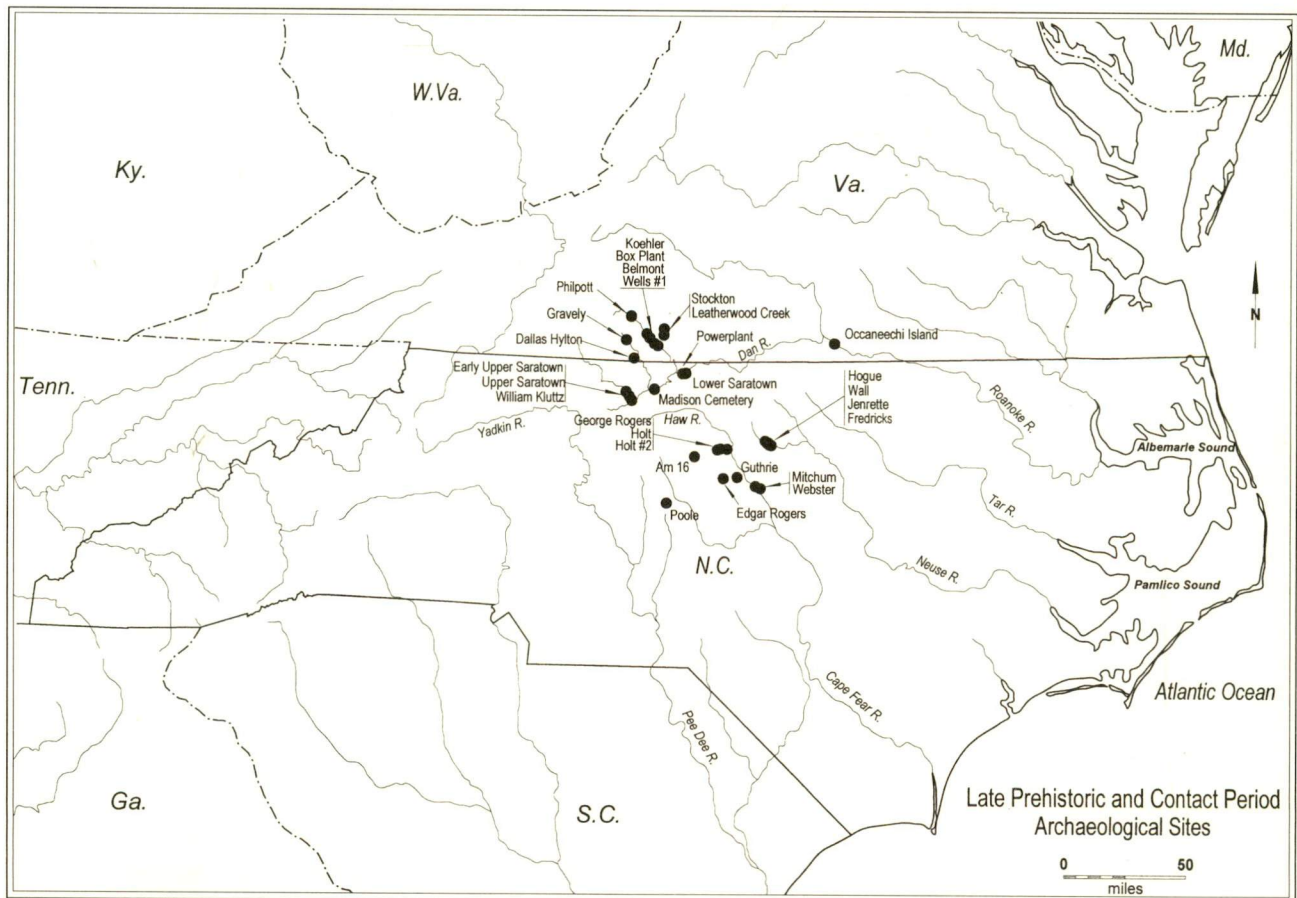 Md.
W.Va.
Ky.
Va.
Koehler
Box Plant
Belmont
Wells #1
Philpott
Stockton
Leatherwood Creek
Gravely
Powerplant
Occaneechi Island
Dallas Hylton
Dan R.
N
Early Upper Saratown
Upper Saratown
William Kluttz
Tenn.
Lower Saratown
Madison Cemetery
Hogue
Wall
Jenrette
Fredricks
Roanoke R.
Yadkin R.
George Rogers
Holt
Holt #2
Haw R.
Albemarle Sound
Am 16
Guthrie
Mitchum
Webster
Poole
Edgar Rogers
Tar R.
N.C.
Neuse R.
Pamlico Sound
Cape Fear R.
Atlantic Ocean
Pee Dee R.
Ga.
S.C.
Late Prehistoric and Contact Period
Archaeological Sites
0 50
miles